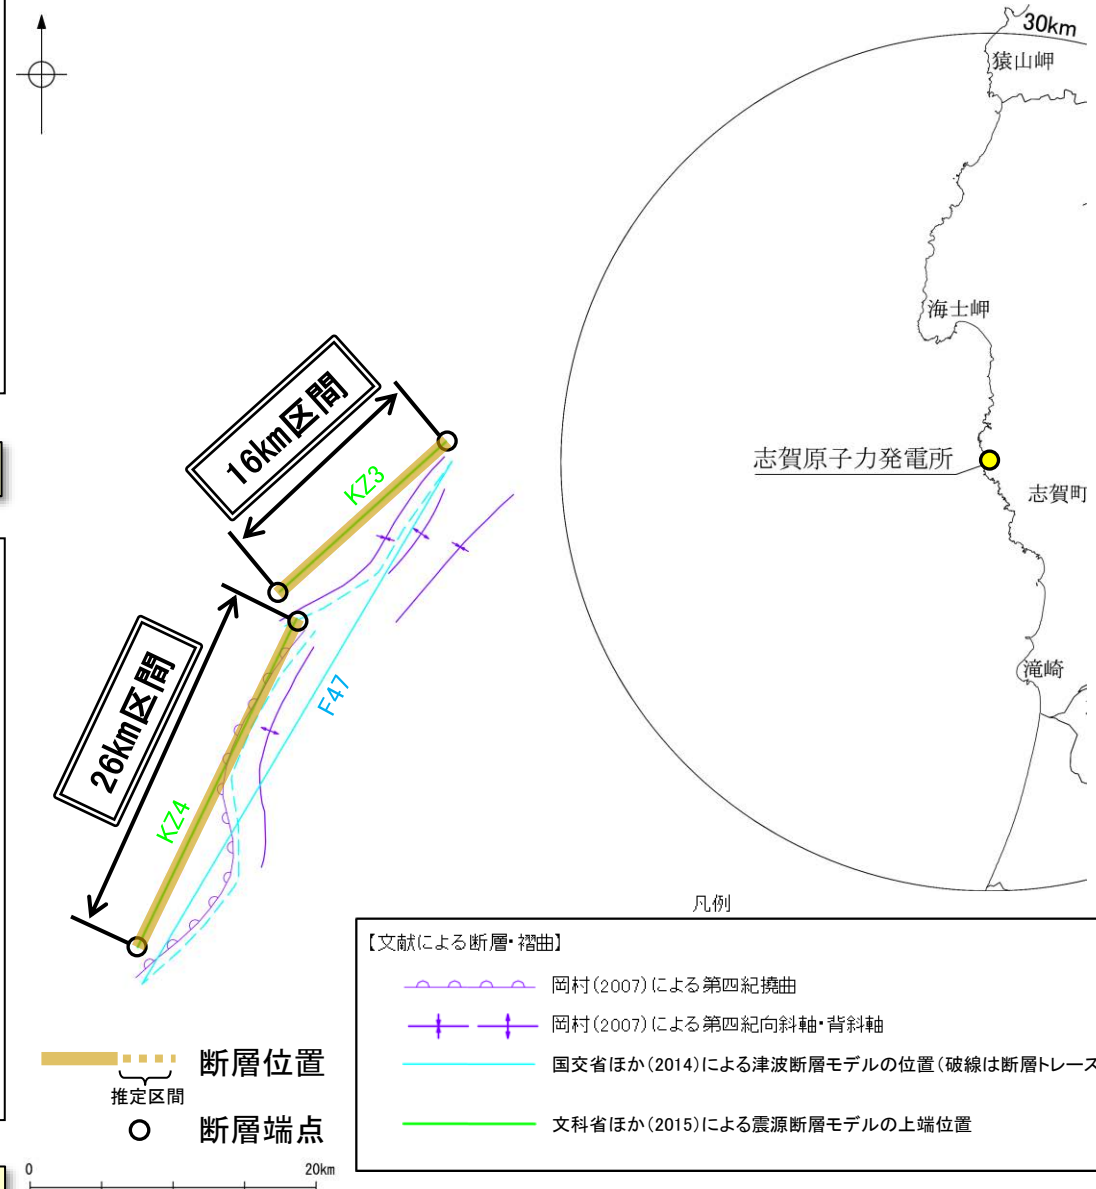 30km
猿山岬
海士岬
16km区間
KZ3
志賀原子力発電所
志賀町
26km区間
F47
滝崎
KZ4
凡例
【文献による断層・褶曲】
岡村(2007)による第四紀撓曲
岡村(2007)による第四紀向斜軸・背斜軸
国交省ほか(2014)による津波断層モデルの位置(破線は断層トレース
文科省ほか(2015)による震源断層モデルの上端位置
断層位置
推定区間
断層端点
0 20km